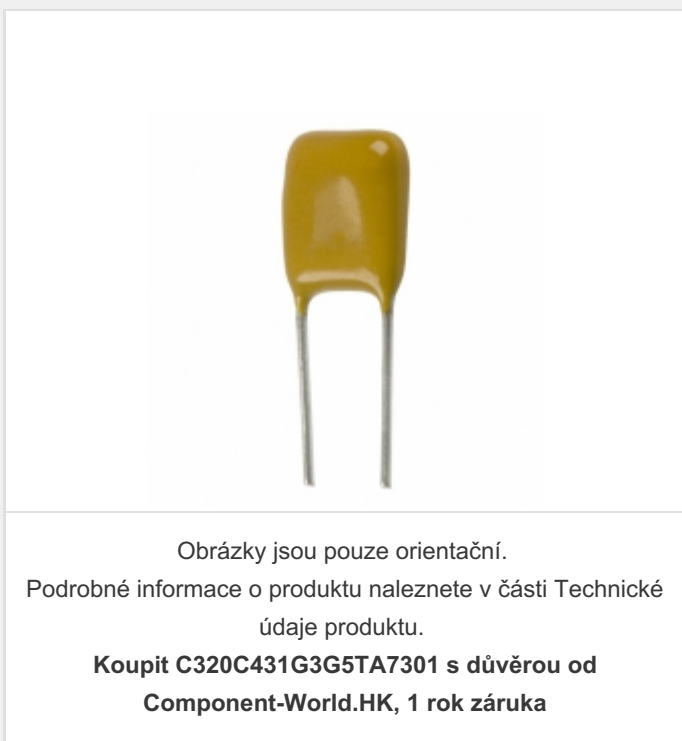 Obrázky jsou pouze orientační.
Podrobné informace o produktu naleznete v části Technické
údaje produktu.
Koupit C320C431G3G5TA7301 s důvěrou od
Component-World.HK, 1 rok záruka